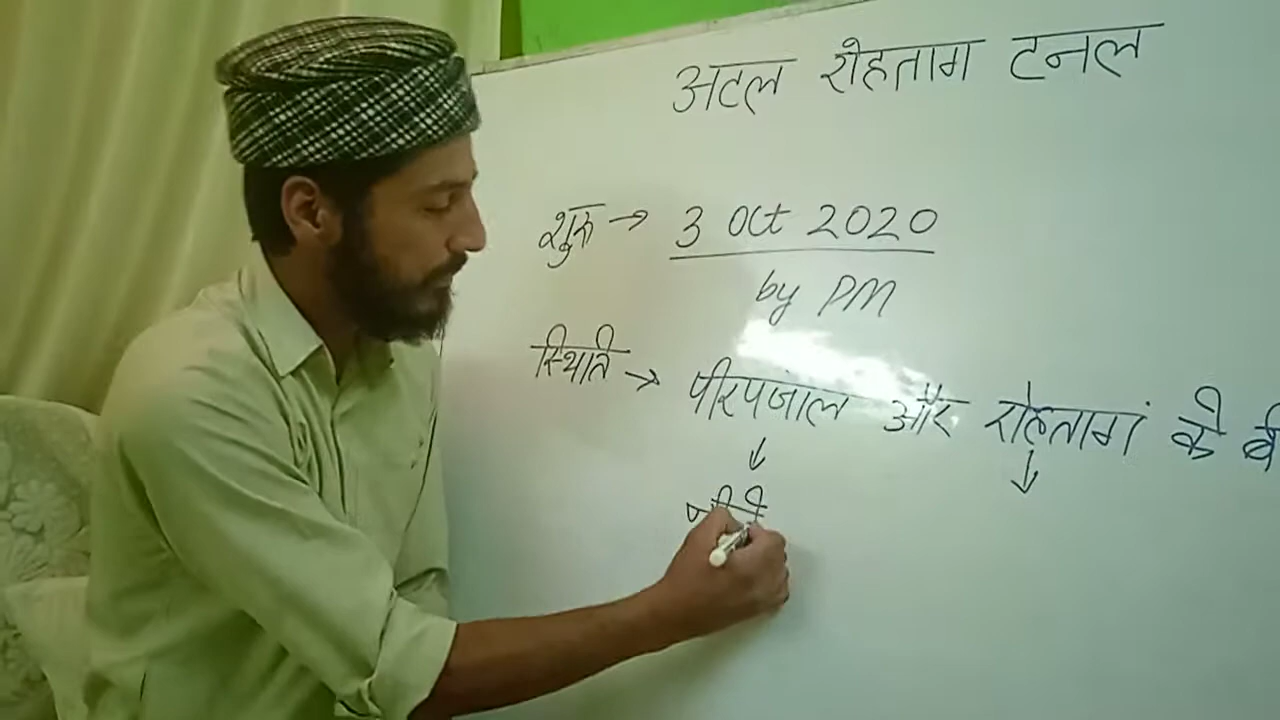 अटल रोहताग टनल
शुरू → 3 Oct 2020
by PM
स्थिति → पीरपंजाल और रोहतागं के